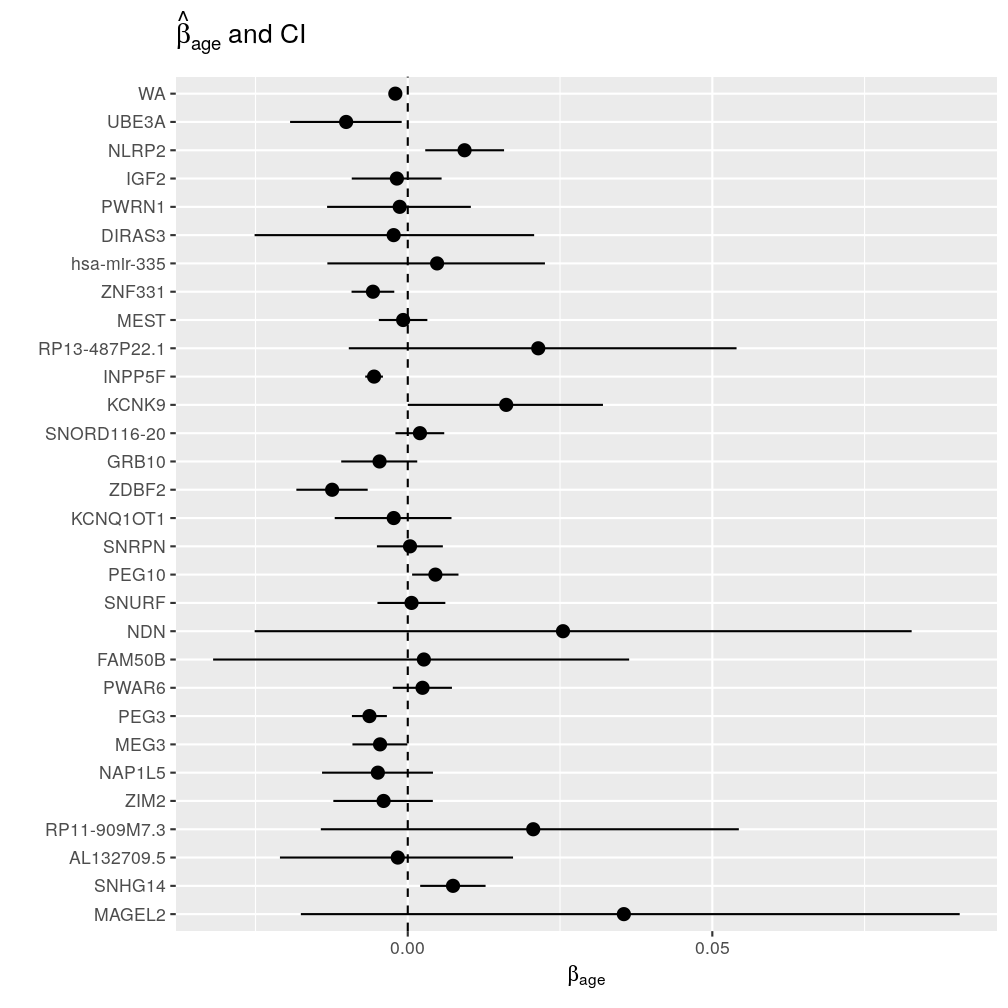 β̂age and CI
WA
UBE3A
NLRP2
IGF2
PWRN1
DIRAS3
hsa-mir-335
ZNF331
MEST
RP13-487P22.1
INPP5F
KCNK9
SNORD116-20
GRB10
ZDBF2
KCNQ1OT1
SNRPN
PEG10
SNURF
NDN
FAM50B
PWAR6
PEG3
MEG3
NAP1L5
ZIM2
RP11-909M7.3
AL132709.5
SNHG14
MAGEL2
0.00 0.05
βage